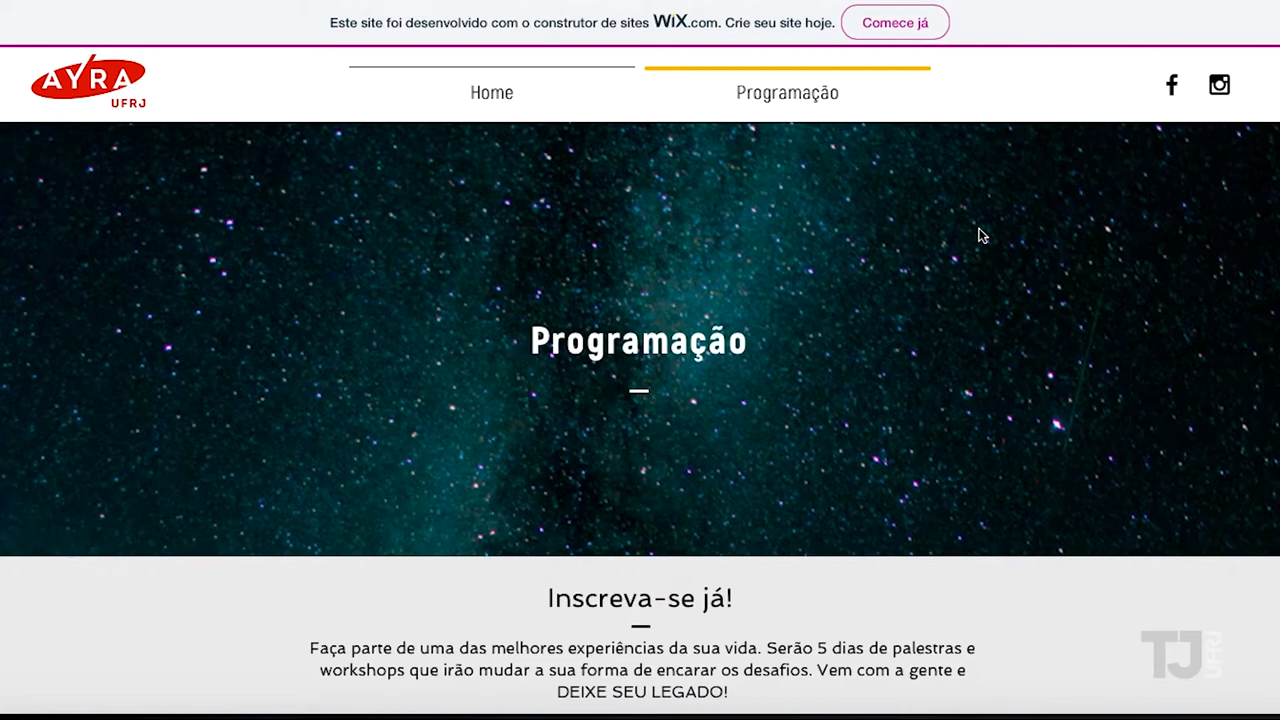 Este site foi desenvolvido com o construtor de sites WiX.com. Crie seu site hoje.
Comece já
AYRA
UFRJ
Home
Programação
Programação
Inscreva-se já!
Faça parte de uma das melhores experiências da sua vida. Serão 5 dias de palestras e
workshops que irão mudar a sua forma de encarar os desafios. Vem com a gente e
DEIXE SEU LEGADO!
TJ
UFRJ